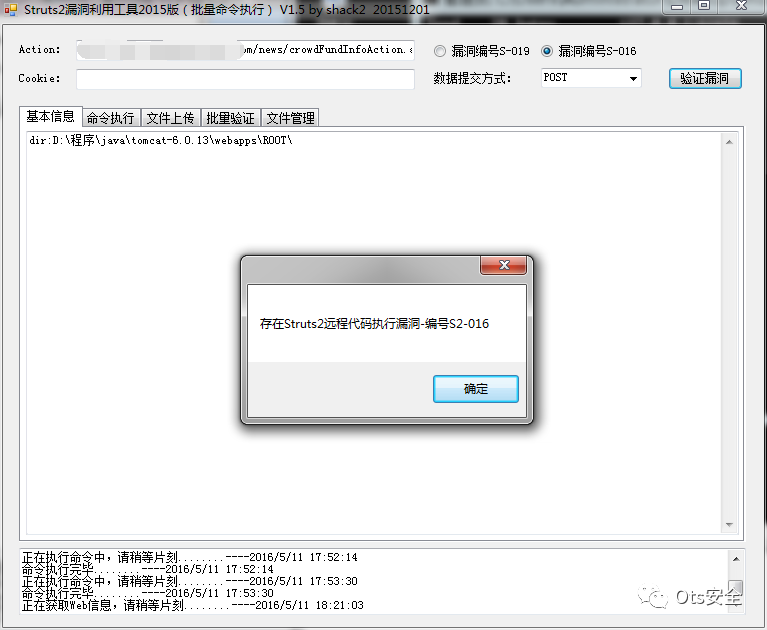 Struts2漏洞利用工具2015版（批量命令执行） V1.5 by shack2 20151201
Action: /news/crowdFundInfoAction.
漏洞编号S-019 漏洞编号S-016
Cookie:
数据提交方式: POST 验证漏洞
基本信息 命令执行 文件上传 批量验证 文件管理
dir:D:\程序\java\tomcat-6.0.13\webapps\ROOT\
存在Struts2远程代码执行漏洞-编号S2-016
确定
正在执行命令中，请稍等片刻........----2016/5/11 17:52:14
命令执行完毕........----2016/5/11 17:52:14
正在执行命令中，请稍等片刻........----2016/5/11 17:53:30
命令执行完毕........----2016/5/11 17:53:30
正在获取Web信息，请稍等片刻........----2016/5/11 18:21:03
Ots安全